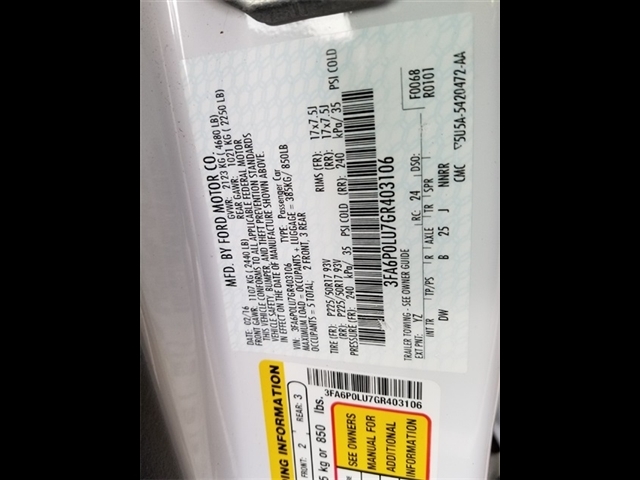 MFD. BY FORD MOTOR CO.
DATE: 02/16 GVWR: 2123 KG ( 4680 LB)
FRONT GAWR: 1107 KG ( 2440 LB) REAR GAWR: 1021 KG ( 2250 LB)
THIS VEHICLE CONFORMS TO ALL APPLICABLE FEDERAL MOTOR
VEHICLE SAFETY, BUMPER, AND THEFT PREVENTION STANDARDS
IN EFFECT ON THE DATE OF MANUFACTURE SHOWN ABOVE.
VIN: 3FA6P0LU7GR403106 TYPE: Passenger Car
MAXIMUM LOAD = OCCUPANTS + LUGGAGE = 385KG/ 850LB
OCCUPANTS = 5 TOTAL, 2 FRONT, 3 REAR
TIRE (FR): P225/50R17 93V RIMS (FR): 17x7.5J
(RR): P225/50R17 93V (RR): 17x7.5J
PRESSURE(FR): 240 kPa/ 35 PSI COLD (RR): 240 kPa/ 35 PSI COLD
3FA6P0LU7GR403106
TRAILER TOWING - SEE OWNER GUIDE
EXT PNT: YZ RC: 24 DSO: F0068
R0101
INT TR TP/PS R AXLE TR SPR
DW B 25 J NNRR
CMC 5U5A-5420472-AA
DING INFORMATION
FRONT: 2 REAR: 3
3FA6P0LU7GR403106
5 kg or 850 lbs.
SEE OWNERS
MANUAL FOR
ADDITIONAL
INFORMATION